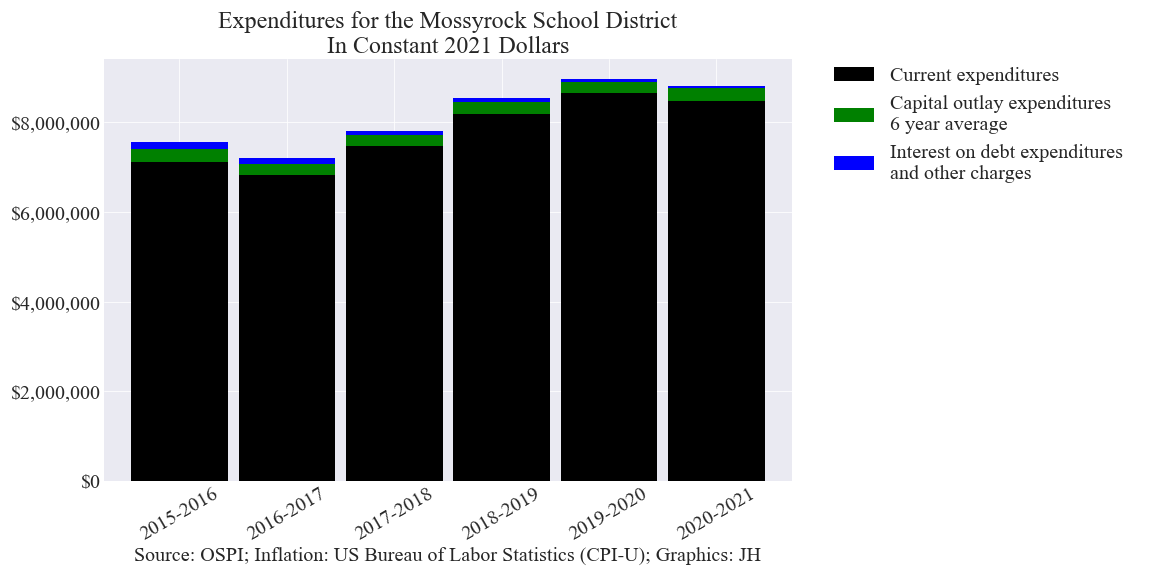 Expenditures for the Mossyrock School District
In Constant 2021 Dollars
Current expenditures
Capital outlay expenditures
6 year average
Interest on debt expenditures
and other charges
$8,000,000
$6,000,000
$4,000,000
$2,000,000
$0
2015-2016
2016-2017
2017-2018
2018-2019
2019-2020
2020-2021
Source: OSPI; Inflation: US Bureau of Labor Statistics (CPI-U); Graphics: JH